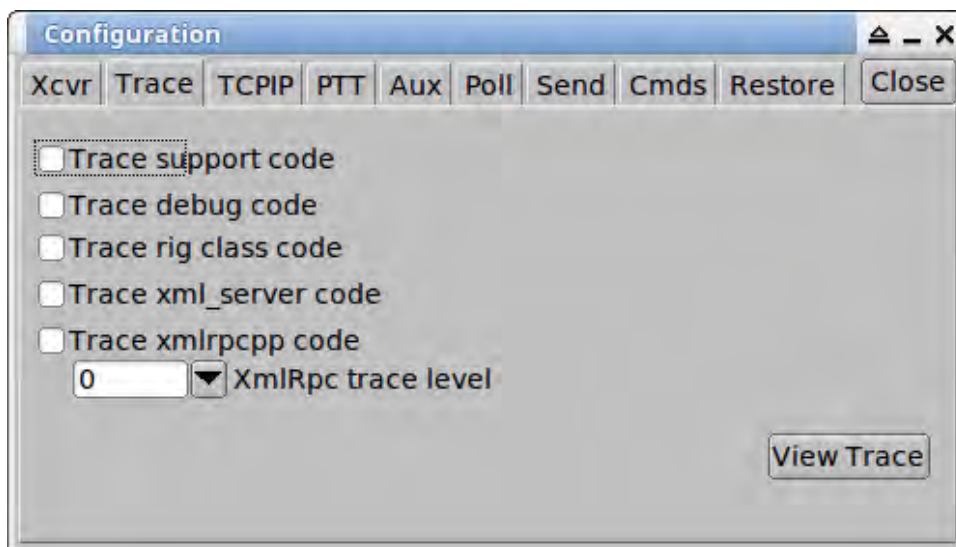 Configuration
Xcvr Trace TCPIP PTT Aux Poll Send Cmds Restore Close
Trace support code
Trace debug code
Trace rig class code
Trace xml_server code
Trace xmlrpcpp code
0 XmlRpc trace level
View Trace